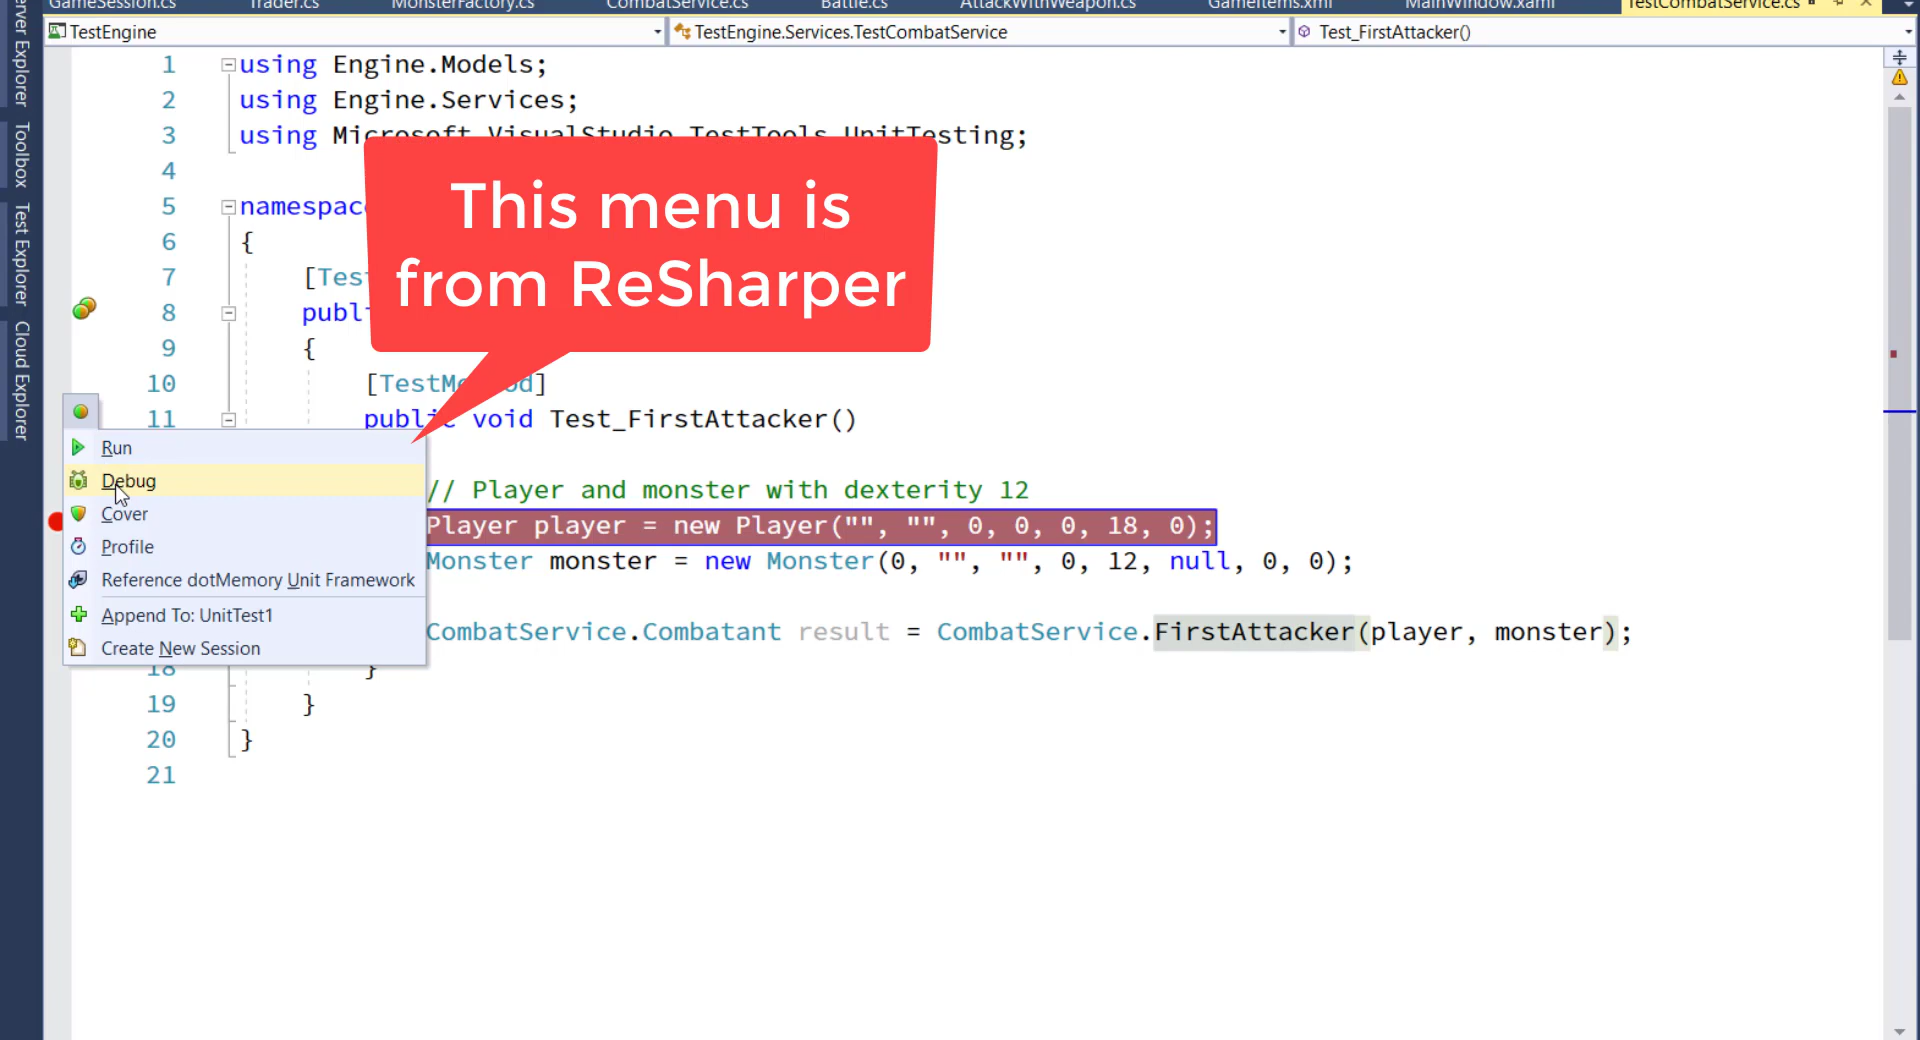 GameSession.cs Trader.cs MonsterFactory.cs CombatService.cs Battle.cs AttackWithWeapon.cs GameItems.xml MainWindow.xaml TestCombatService.cs
TestEngine TestEngine.Services.TestCombatService Test_FirstAttacker()
Explorer
Toolbox
Test Explorer
Cloud Explorer
1 using Engine.Models;
2 using Engine.Services;
3 using Microsoft.VisualStudio.TestTools.UnitTesting;
4
5 namespac
6 {
7 [Tes
8 publi
9 {
10 [TestMethod]
11 public void Test_FirstAttacker()
This menu is
from ReSharper
Run
Debug
Cover
Profile
Reference dotMemory Unit Framework
Append To: UnitTest1
Create New Session
// Player and monster with dexterity 12
Player player = new Player("", "", 0, 0, 0, 18, 0);
Monster monster = new Monster(0, "", "", 0, 12, null, 0, 0);
CombatService.Combatant result = CombatService.FirstAttacker(player, monster);
18 }
19 }
20 }
21